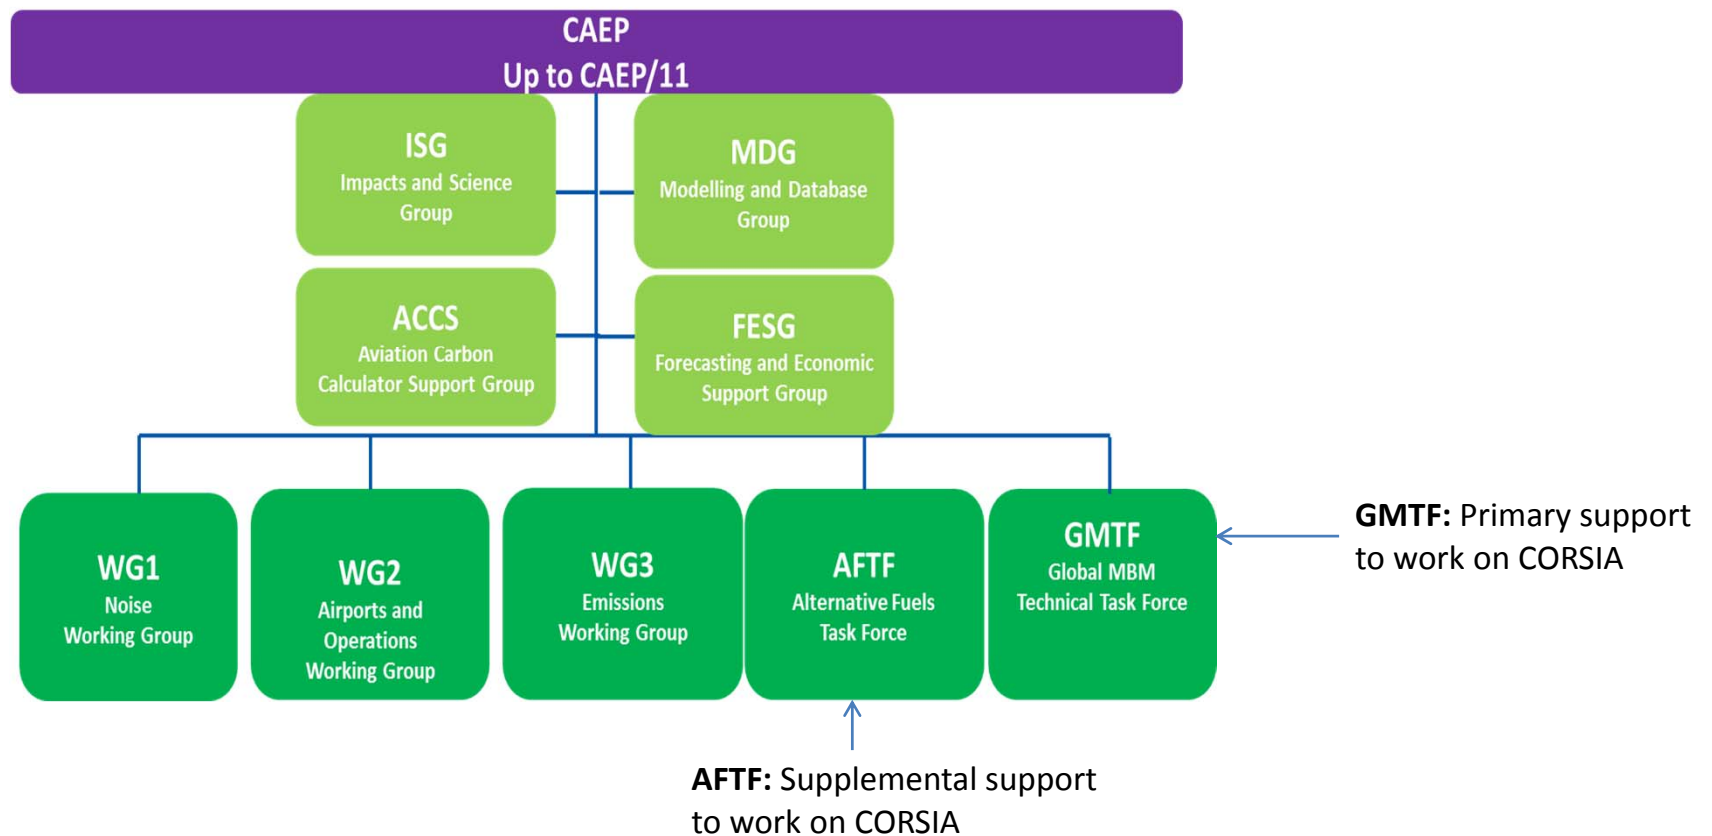 CAEP
Up to CAEP/11
ISG
Impacts and Science
Group
MDG
Modelling and Database
Group
ACCS
Aviation Carbon
Calculator Support Group
FESG
Forecasting and Economic
Support Group
WG1
Noise
Working Group
WG2
Airports and
Operations
Working Group
WG3
Emissions
Working Group
AFTF
Alternative Fuels
Task Force
GMTF
Global MBM
Technical Task Force
GMTF: Primary support
to work on CORSIA
AFTF: Supplemental support
to work on CORSIA